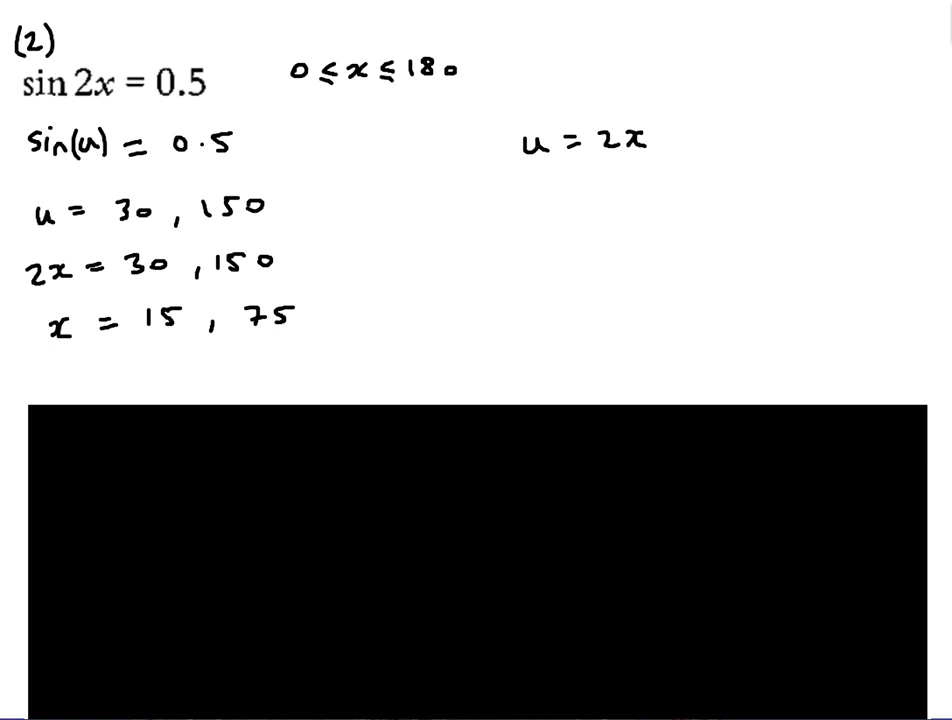 (2)
sin 2x = 0.5 0 ≤ x ≤ 180
sin(u) = 0.5 u = 2x
u = 30, 150
2x = 30, 150
x = 15, 75